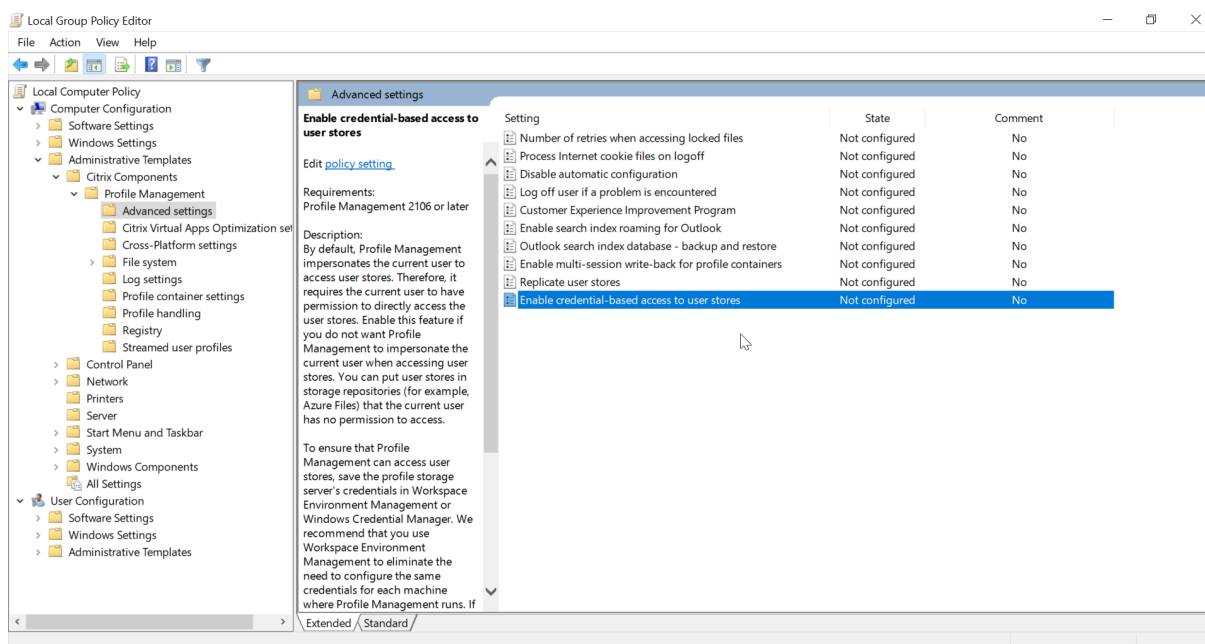 Local Group Policy Editor
File Action View Help
Local Computer Policy
Computer Configuration
Software Settings
Windows Settings
Administrative Templates
Citrix Components
Profile Management
Advanced settings
Citrix Virtual Apps Optimization set
Cross-Platform settings
File system
Log settings
Profile container settings
Profile handling
Registry
Streamed user profiles
Control Panel
Network
Printers
Server
Start Menu and Taskbar
System
Windows Components
All Settings
User Configuration
Software Settings
Windows Settings
Administrative Templates
Advanced settings
Enable credential-based access to
user stores
Edit policy setting
Requirements:
Profile Management 2106 or later
Description:
By default, Profile Management
impersonates the current user to
access user stores. Therefore, it
requires the current user to have
permission to directly access the
user stores. Enable this feature if
you do not want Profile
Management to impersonate the
current user when accessing user
stores. You can put user stores in
storage repositories (for example,
Azure Files) that the current user
has no permission to access.
To ensure that Profile
Management can access user
stores, save the profile storage
server's credentials in Workspace
Environment Management or
Windows Credential Manager. We
recommend that you use
Workspace Environment
Management to eliminate the
need to configure the same
credentials for each machine
where Profile Management runs. If
Setting State Comment
Number of retries when accessing locked files Not configured No
Process Internet cookie files on logoff Not configured No
Disable automatic configuration Not configured No
Log off user if a problem is encountered Not configured No
Customer Experience Improvement Program Not configured No
Enable search index roaming for Outlook Not configured No
Outlook search index database - backup and restore Not configured No
Enable multi-session write-back for profile containers Not configured No
Replicate user stores Not configured No
Enable credential-based access to user stores Not configured No
Extended Standard